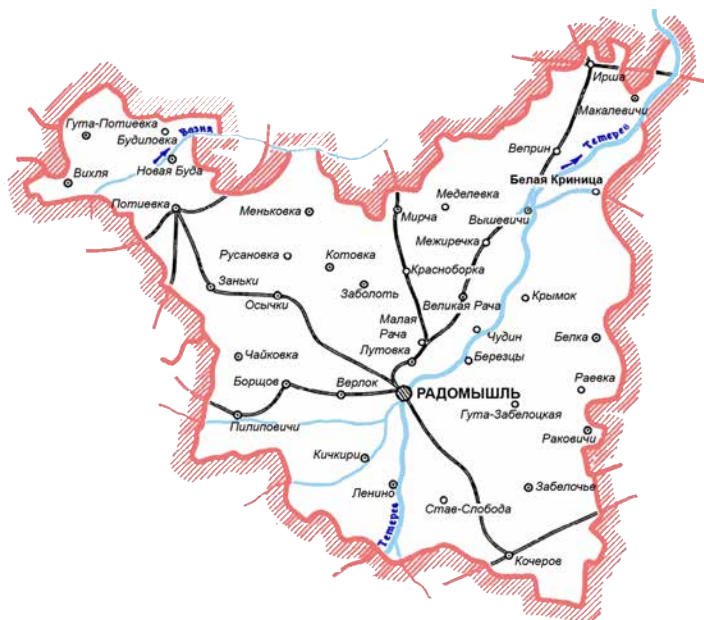 Ирша
Макалевичи
Гута-Потиевка
Будиловка
Возня
Тетерев
Веприн
Новая Буда
Вихля
Белая Криница
Потиевка
Меньковка
Меделевка
Мирча
Вышевичи
Межиречка
Русановка
Котовка
Красноборка
Заньки
Заболоть
Осычки
Великая Рача
Крымок
Малая
Рача
Чудин
Белка
Чайковка
Лутовка
Березцы
Борщов
Верлок
РАДОМЫШЛЬ
Раевка
Гута-Забелоцкая
Пилиповичи
Раковичи
Кичкири
Ленино
Забелочье
Став-Слобода
Тетерев
Кочеров